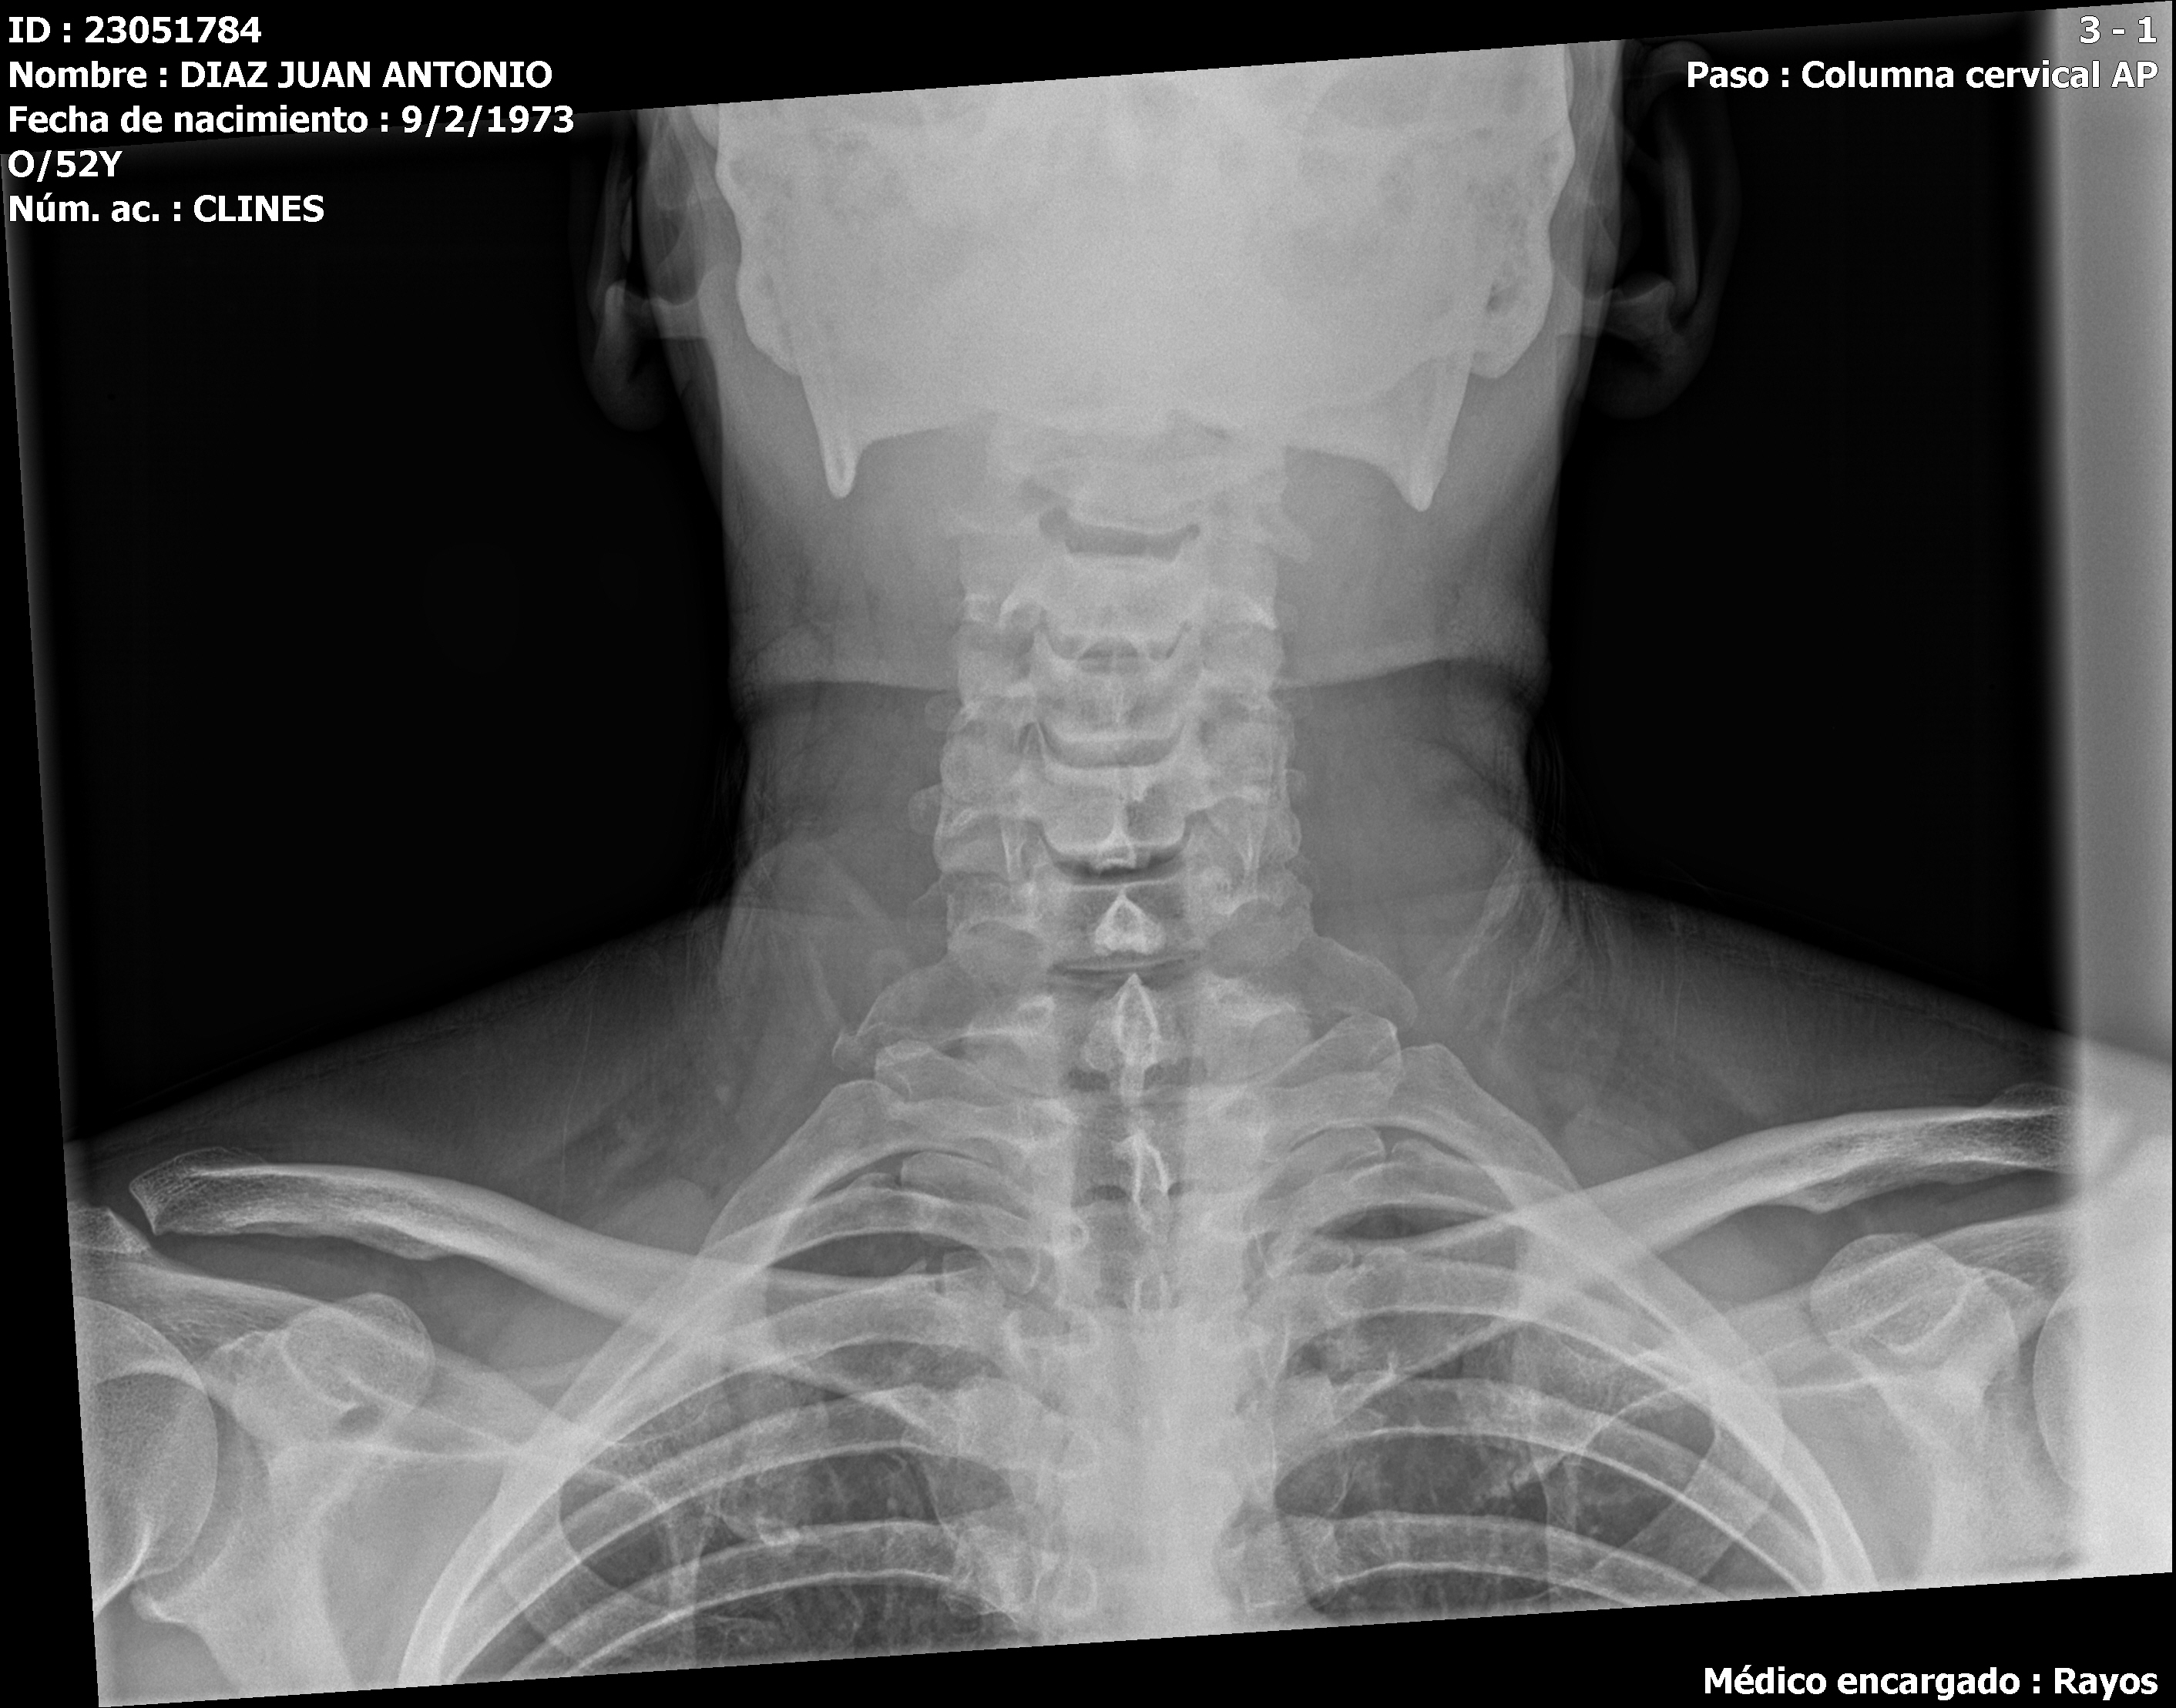 ID : 23051784
Nombre : DIAZ JUAN ANTONIO
Fecha de nacimiento : 9/2/1973
O/52Y
Núm. ac. : CLINES
3 - 1
Paso : Columna cervical AP
Médico encargado : Rayos